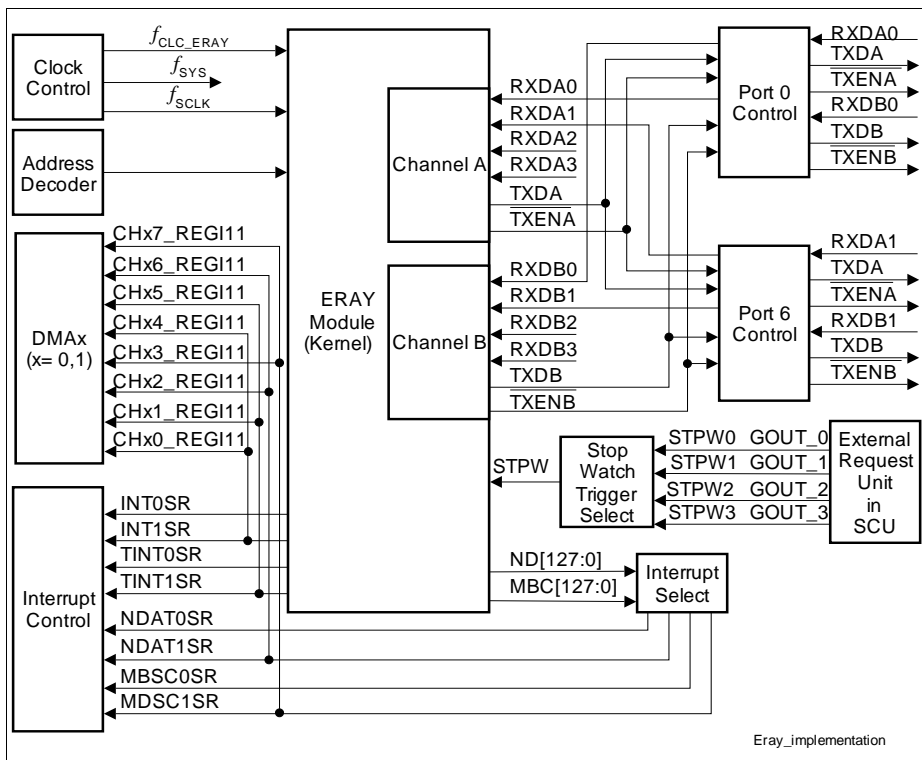 Clock
Control
f CLC_ERAY
f SYS
f SCLK
Address
Decoder
DMAx
(x= 0,1)
CHx7_REGI11
CHx6_REGI11
CHx5_REGI11
CHx4_REGI11
CHx3_REGI11
CHx2_REGI11
CHx1_REGI11
CHx0_REGI11
Interrupt
Control
INT0SR
INT1SR
TINT0SR
TINT1SR
NDAT0SR
NDAT1SR
MBSC0SR
MDSC1SR
ERAY
Module
(Kernel)
Channel A
RXDA0
RXDA1
RXDA2
RXDA3
TXDA
TXENA
Channel B
RXDB0
RXDB1
RXDB2
RXDB3
TXDB
TXENB
Port 0
Control
RXDA0
TXDA
TXENA
RXDB0
TXDB
TXENB
Port 6
Control
RXDA1
TXDA
TXENA
RXDB1
TXDB
TXENB
STPW
Stop
Watch
Trigger
Select
STPW0 GOUT_0
STPW1 GOUT_1
STPW2 GOUT_2
STPW3 GOUT_3
External
Request
Unit
in
SCU
ND[127:0]
MBC[127:0]
Interrupt
Select
Eray_implementation